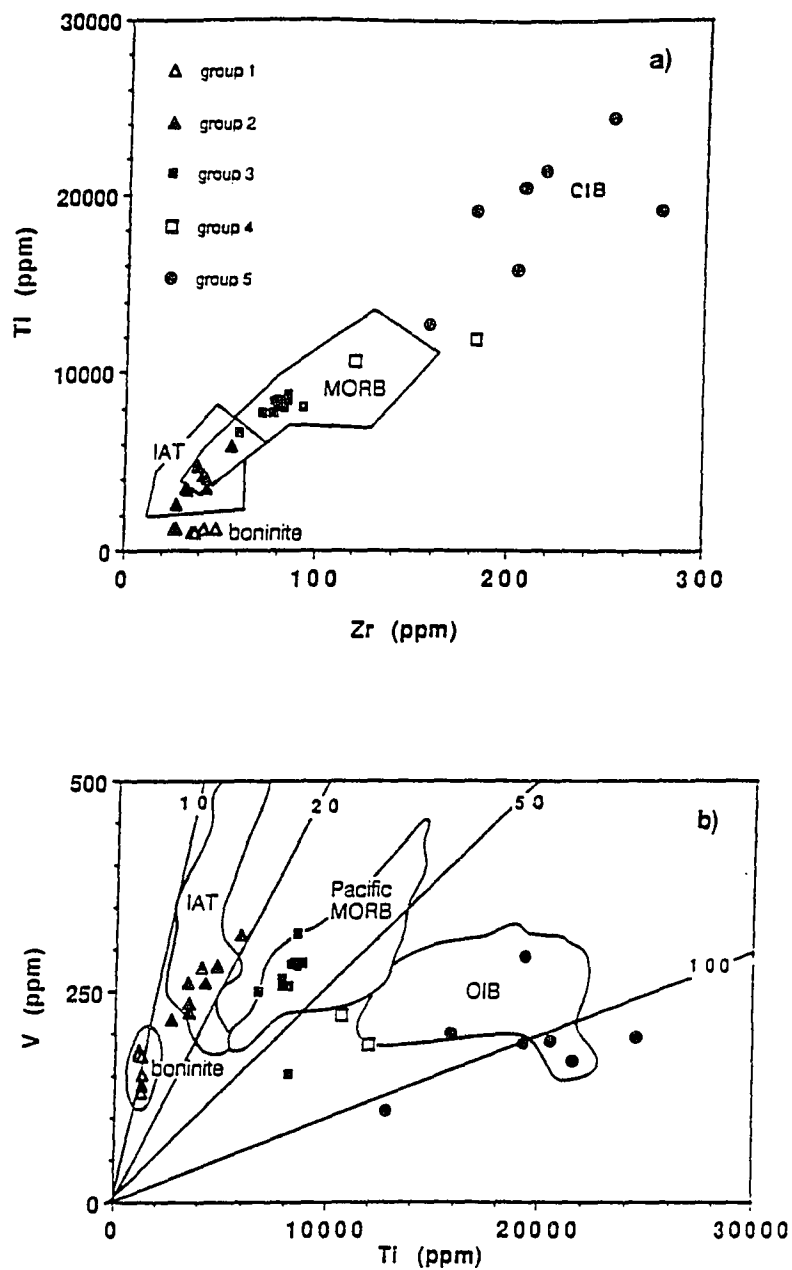 30000
a)
group 1
group 2
group 3
group 4
group 5
CIB
20000
Ti (ppm)
10000
MORB
IAT
boninite
0
0 100 200 300
Zr (ppm)
500
10 20 50
b)
Pacific
MORB
IAT
100
V (ppm)
250
OIB
boninite
0
0 10000 20000 30000
Ti (ppm)